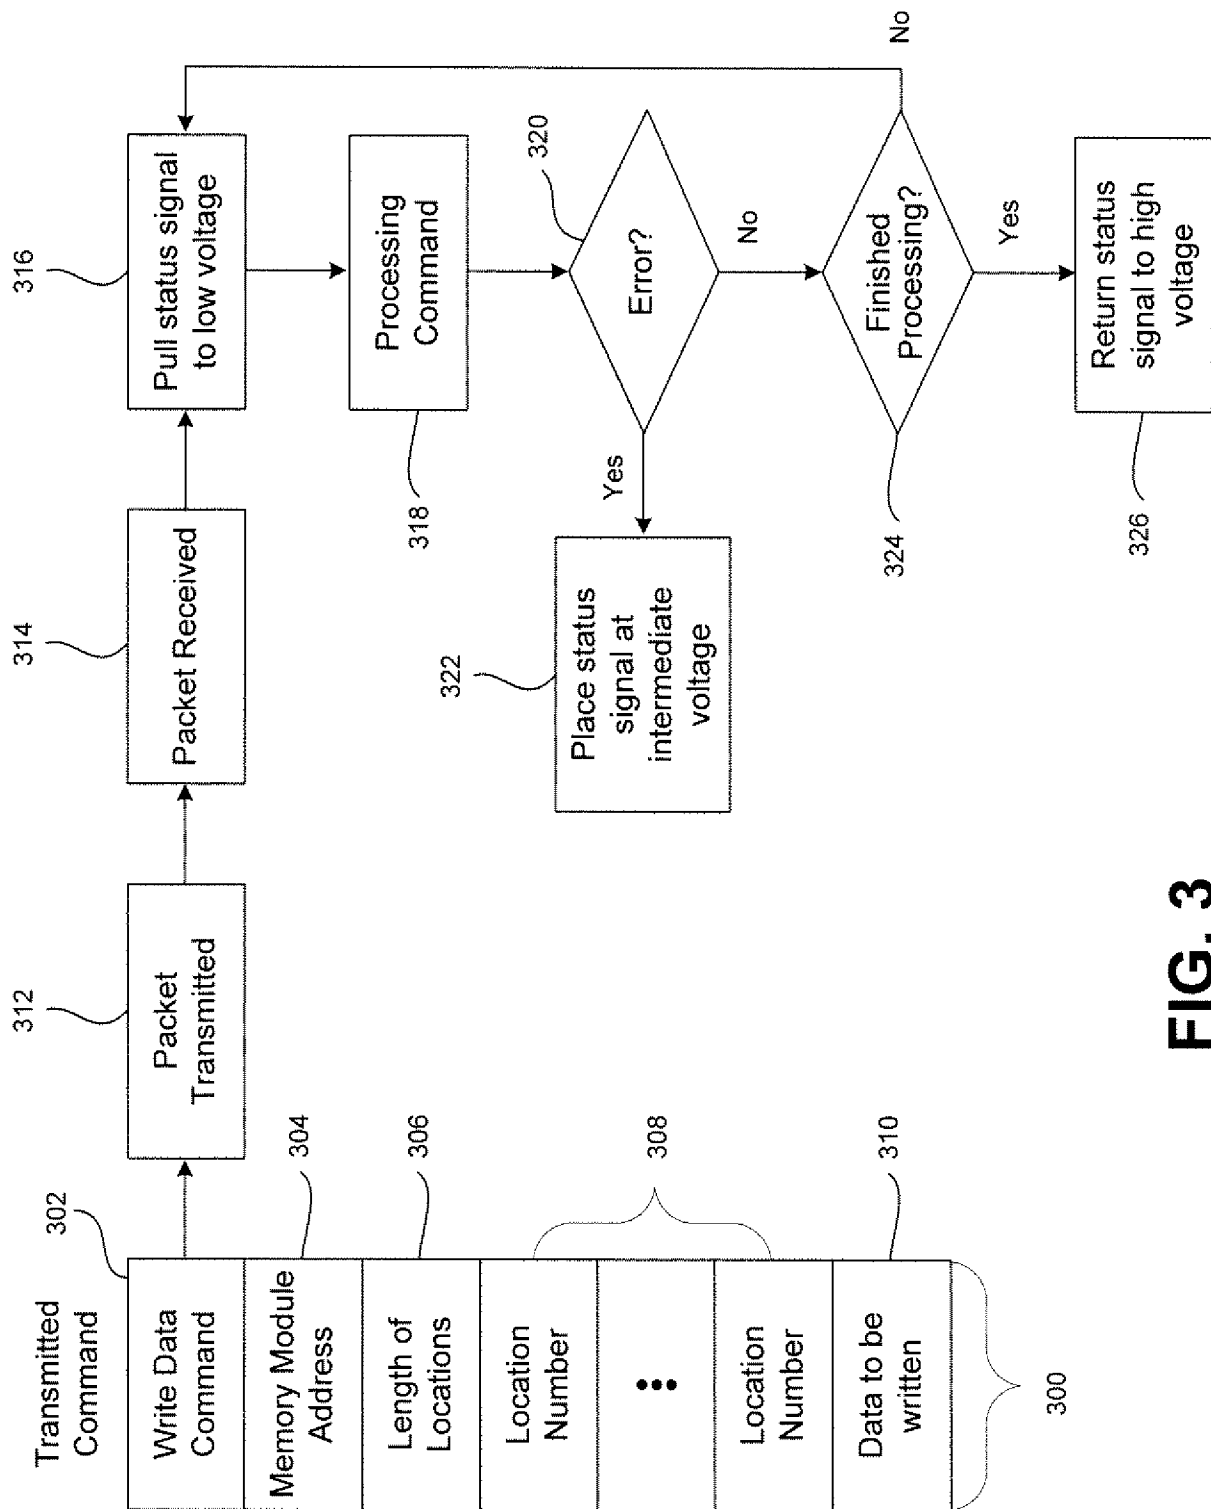 Transmitted
Command
302
Write Data
Command
Memory Module
Address
304
Length of
Locations
306
Location
Number
•••
Location
Number
308
Data to be
written
310
300
312
Packet
Transmitted
314
Packet Received
316
Pull status signal
to low voltage
Processing
Command
318
320
Error?
Yes
No
322
Place status
signal at
intermediate
voltage
Finished
Processing?
324
No
Yes
Return status
signal to high
voltage
326
FIG. 3